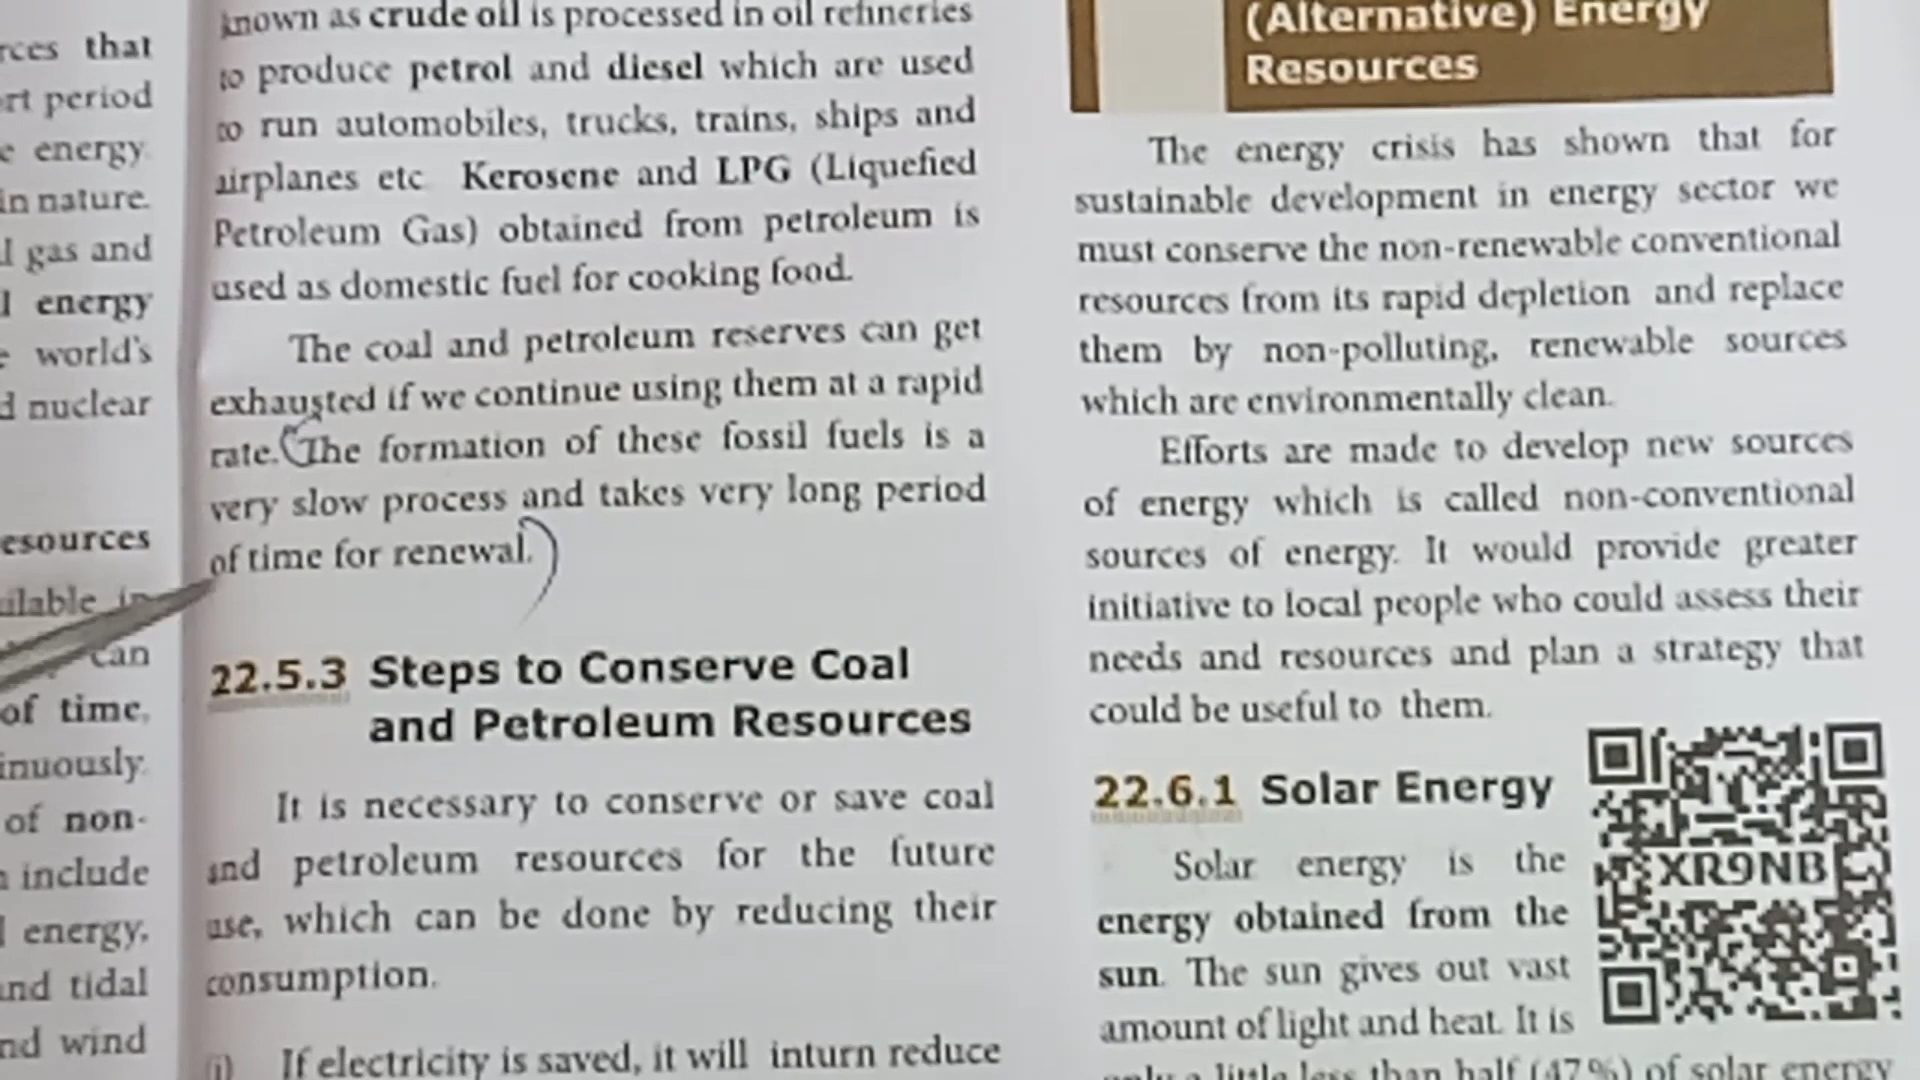 rces that
rt period
e energy
in nature.
l gas and
l energy
e world's
d nuclear
esources
ilable in
can
of time,
inuously.
of non-
include
l energy,
and tidal
nd wind
known as crude oil is processed in oil refineries
to produce petrol and diesel which are used
to run automobiles, trucks, trains, ships and
airplanes etc Kerosene and LPG (Liquefied
Petroleum Gas) obtained from petroleum is
used as domestic fuel for cooking food.
The coal and petroleum reserves can get
exhausted if we continue using them at a rapid
rate. The formation of these fossil fuels is a
very slow process and takes very long period
of time for renewal.
22.5.3 Steps to Conserve Coal
and Petroleum Resources
It is necessary to conserve or save coal
and petroleum resources for the future
use, which can be done by reducing their
consumption.
(i) If electricity is saved, it will inturn reduce
(Alternative) Energy
Resources
The energy crisis has shown that for
sustainable development in energy sector we
must conserve the non-renewable conventional
resources from its rapid depletion and replace
them by non-polluting, renewable sources
which are environmentally clean.
Efforts are made to develop new sources
of energy which is called non-conventional
sources of energy. It would provide greater
initiative to local people who could assess their
needs and resources and plan a strategy that
could be useful to them.
22.6.1 Solar Energy
Solar energy is the
energy obtained from the
sun. The sun gives out vast
amount of light and heat. It is
only a little less than half (47%) of solar energy
XR9NB